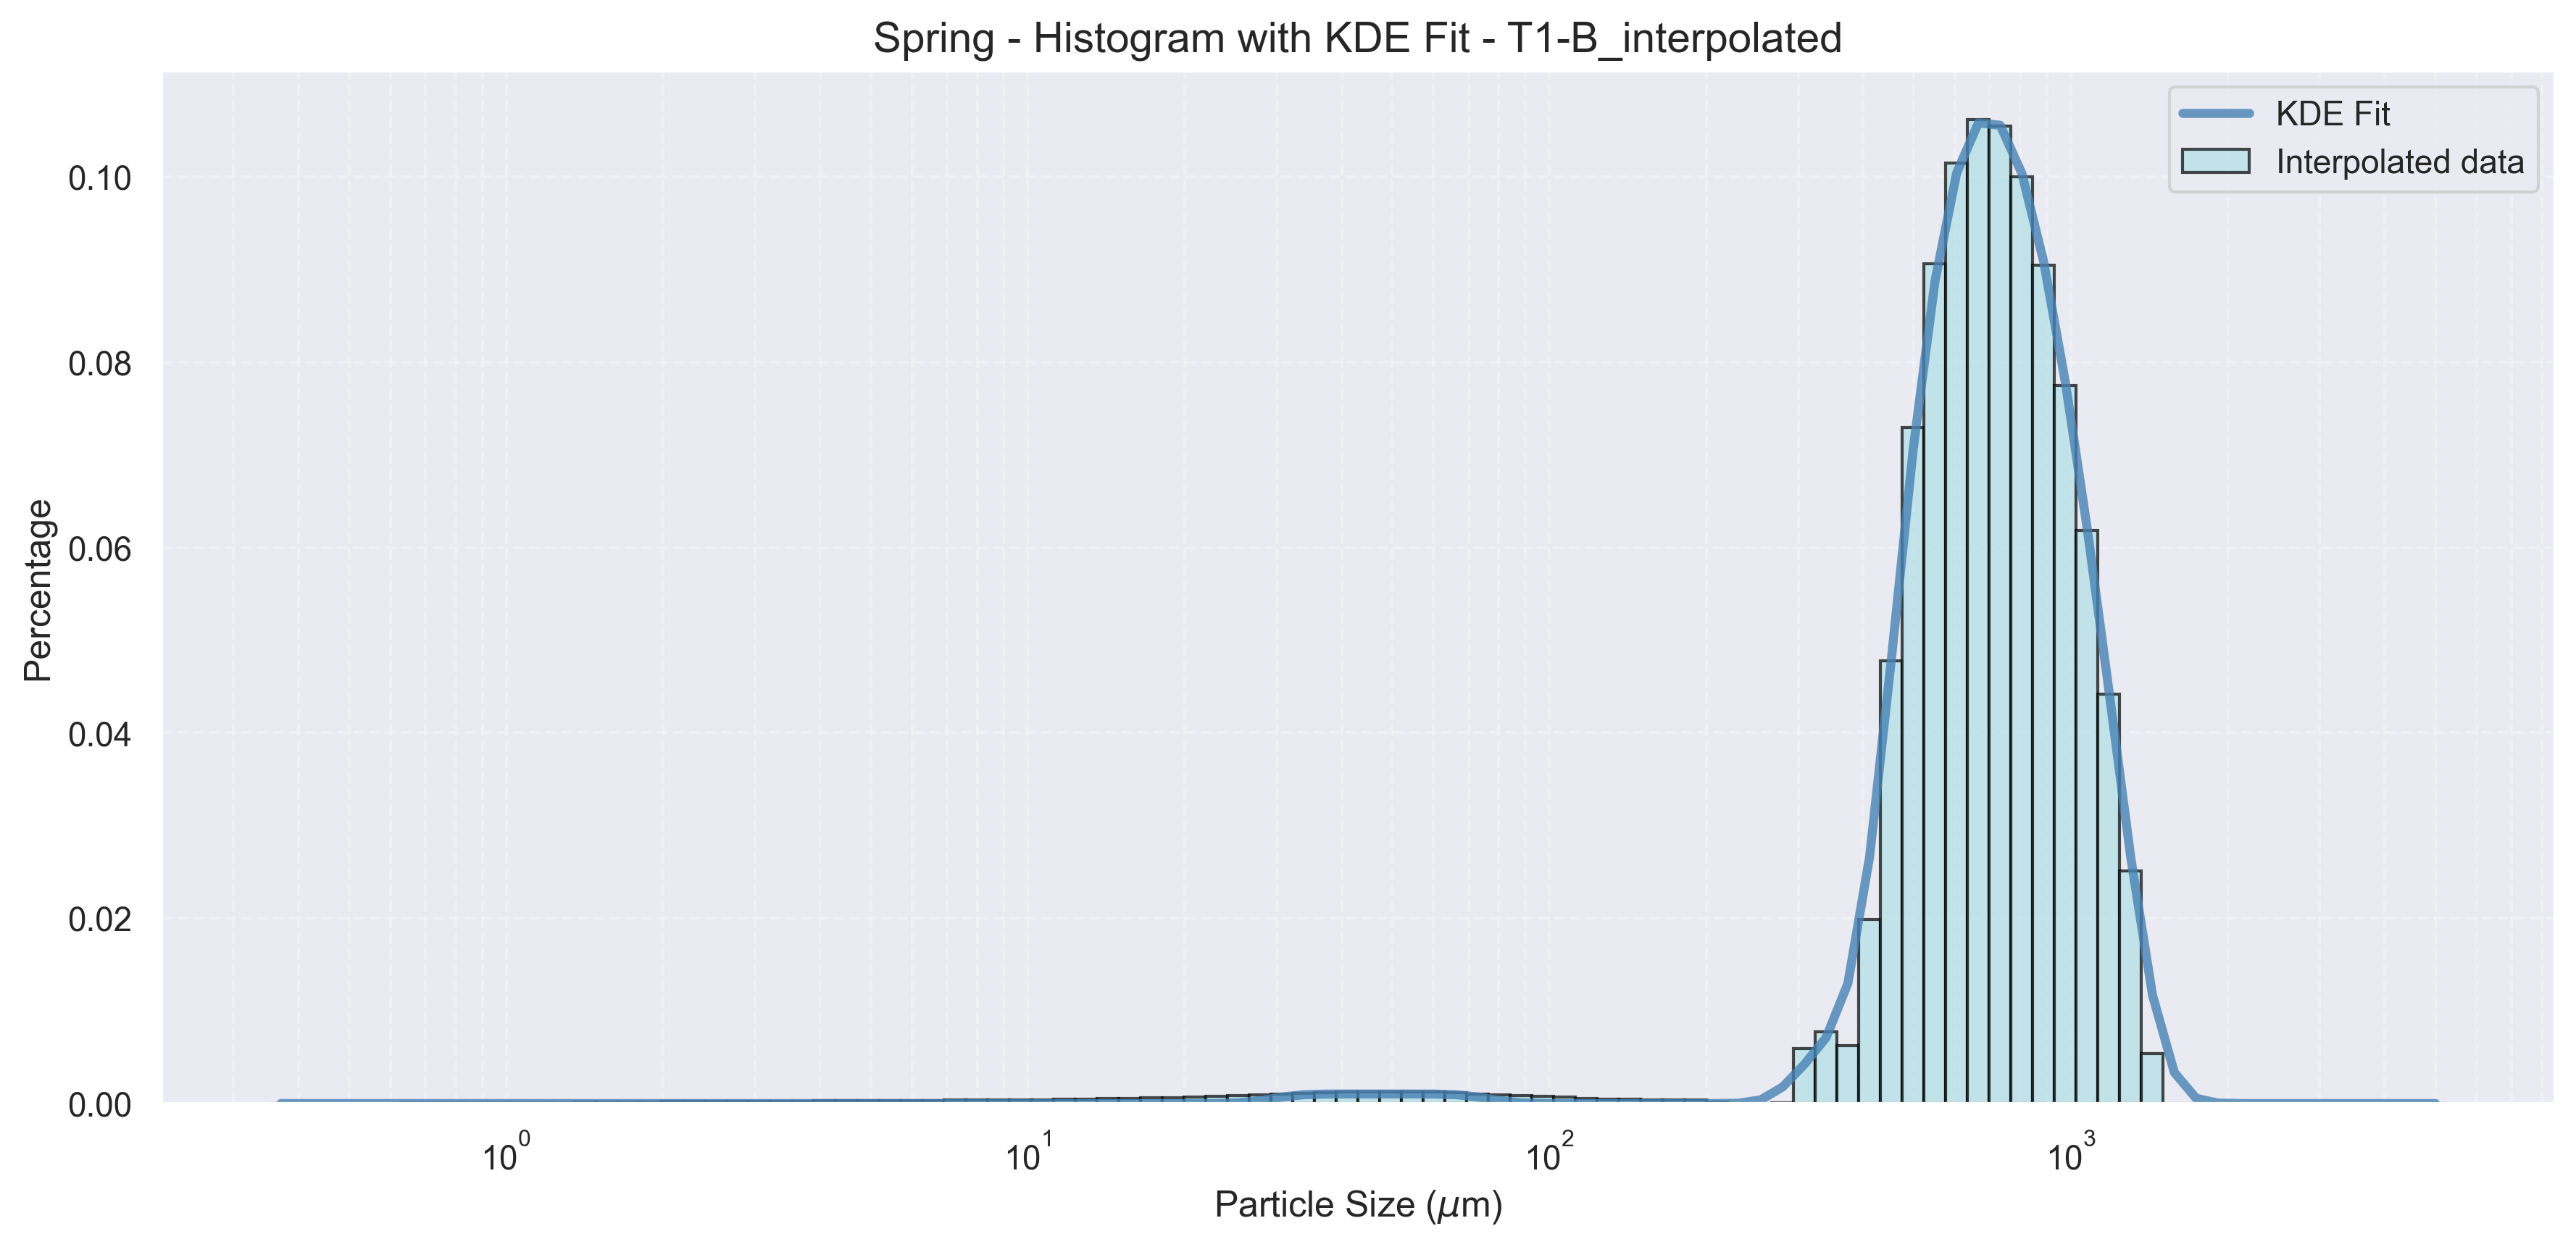 Spring - Histogram with KDE Fit - T1-B_interpolated
KDE Fit
Interpolated data
Percentage
0.10
0.08
0.06
0.04
0.02
0.00
10⁰ 10¹ 10² 10³
Particle Size (μm)